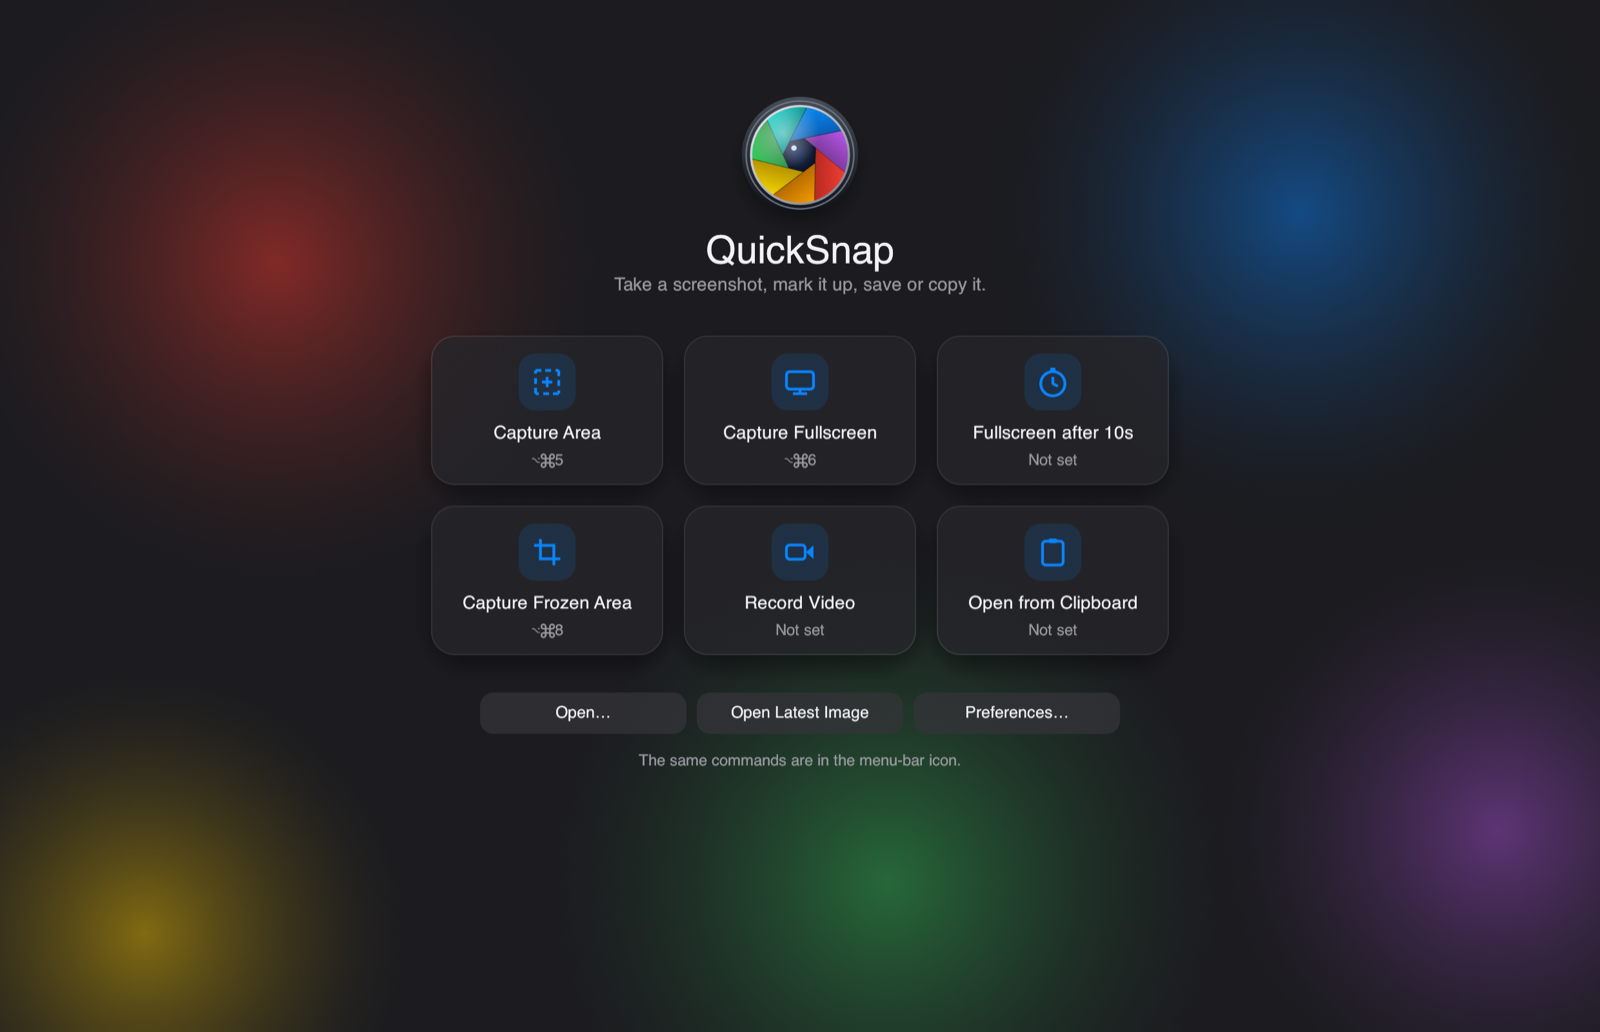 QuickSnap
Take a screenshot, mark it up, save or copy it.
Capture Area
⌥⌘5
Capture Fullscreen
⌥⌘6
Fullscreen after 10s
Not set
Capture Frozen Area
⌥⌘8
Record Video
Not set
Open from Clipboard
Not set
Open…
Open Latest Image
Preferences…
The same commands are in the menu-bar icon.